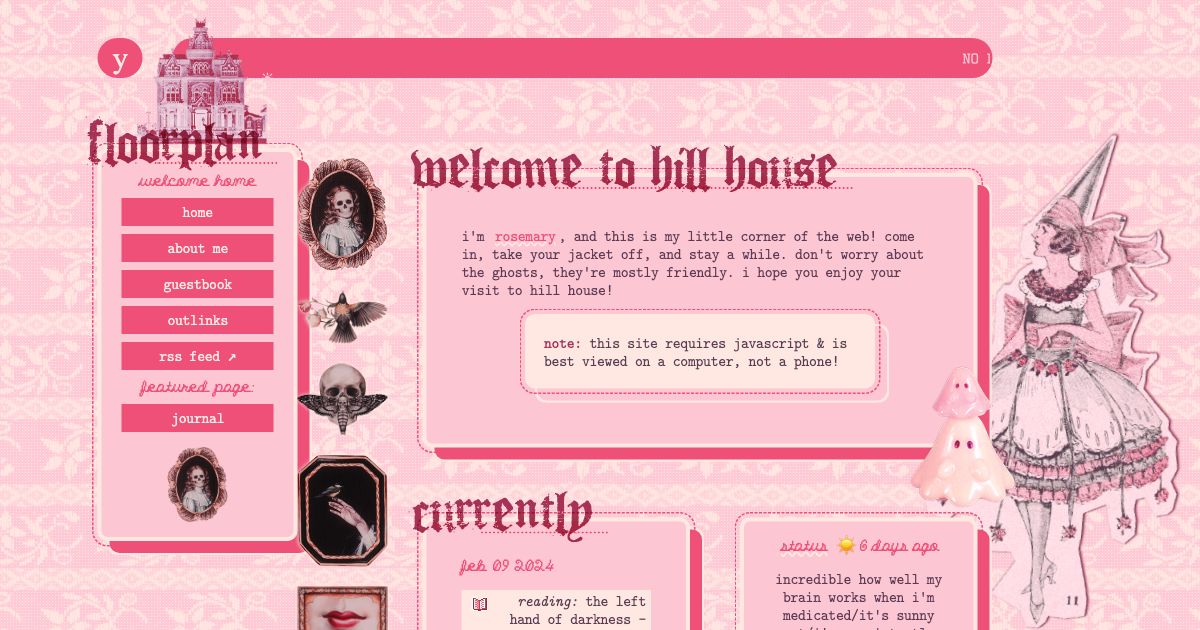 y
NO
floorplan
welcome home
home
about me
guestbook
outlinks
rss feed ↗
featured page:
journal
welcome to hill house
i'm rosemary, and this is my little corner of the web! come
in, take your jacket off, and stay a while. don't worry about
the ghosts, they're mostly friendly. i hope you enjoy your
visit to hill house!
note: this site requires javascript & is
best viewed on a computer, not a phone!
11
currently
feb 09 2024
reading: the left
hand of darkness –
status ☀️ 6 days ago
incredible how well my
brain works when i'm
medicated/it's sunny